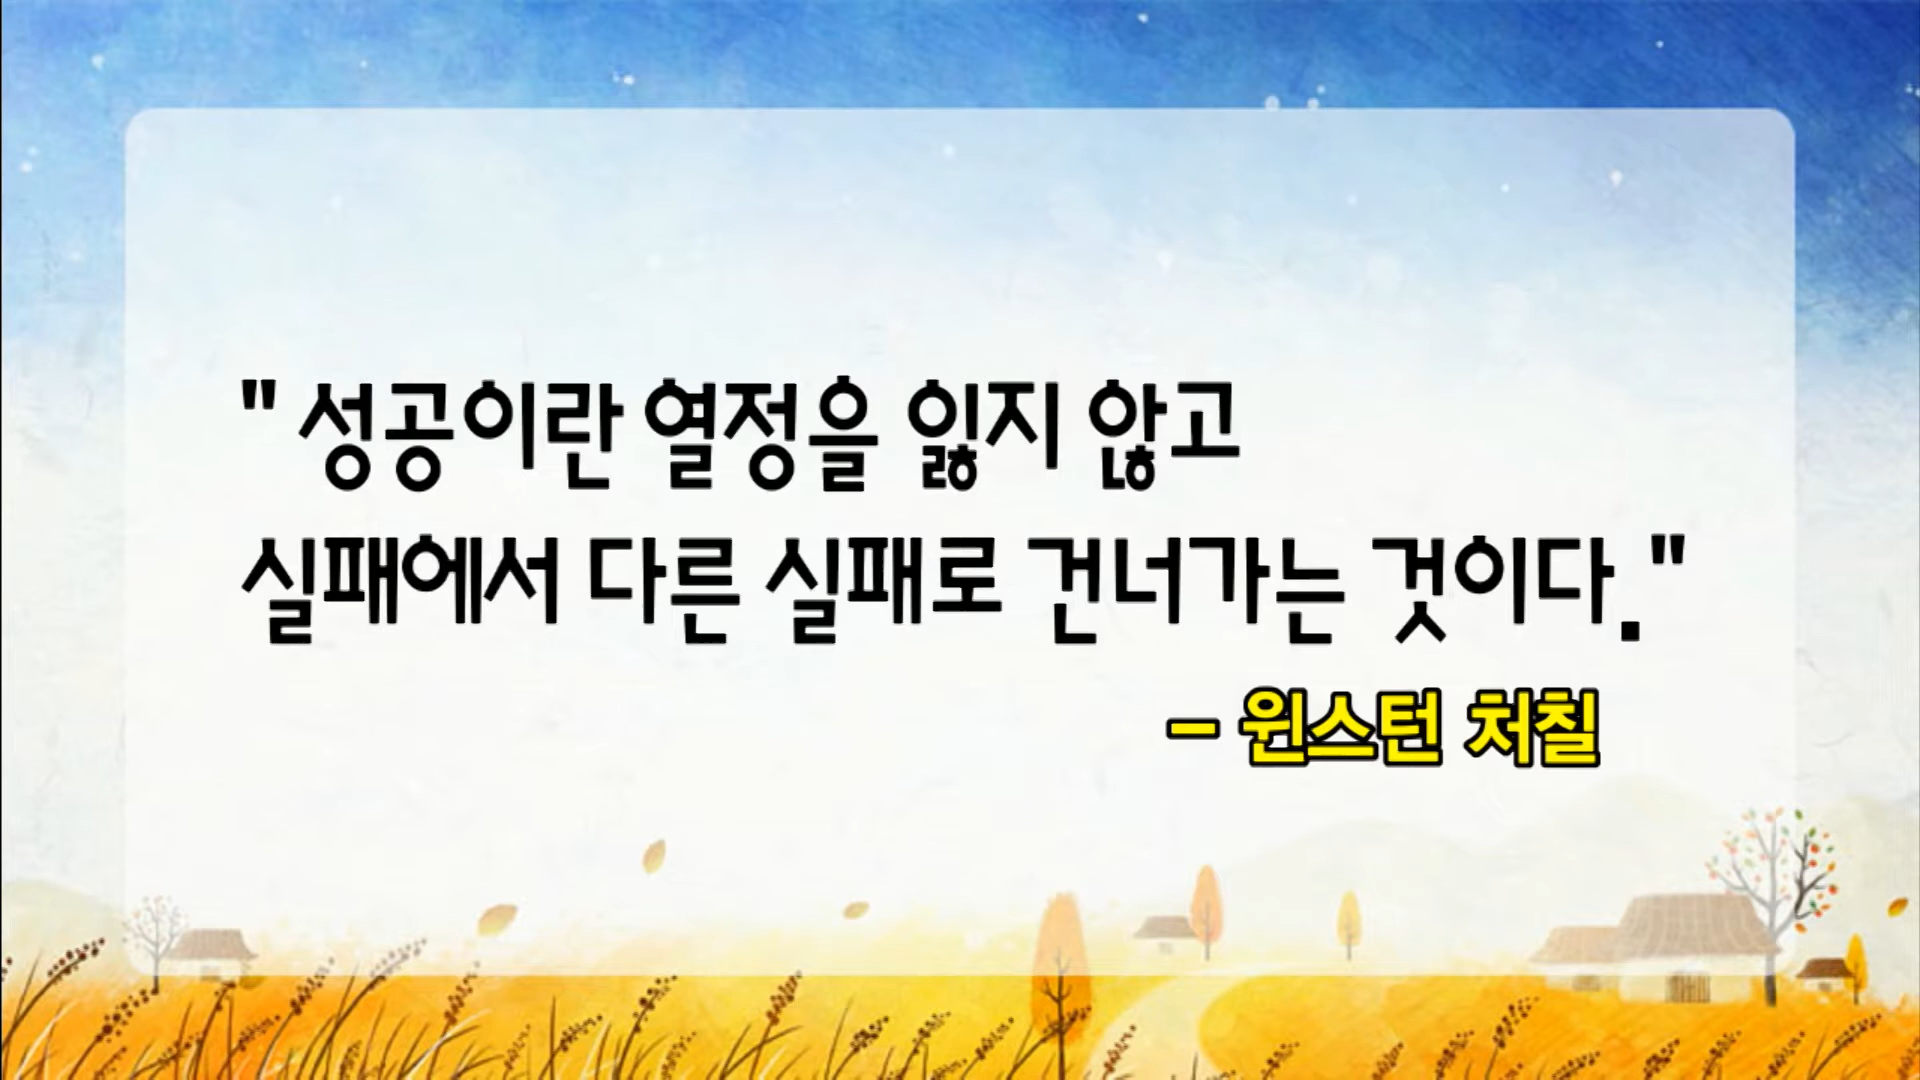 " 성공이란 열정을 잃지 않고
실패에서 다른 실패로 건너가는 것이다."
- 윈스턴 처칠